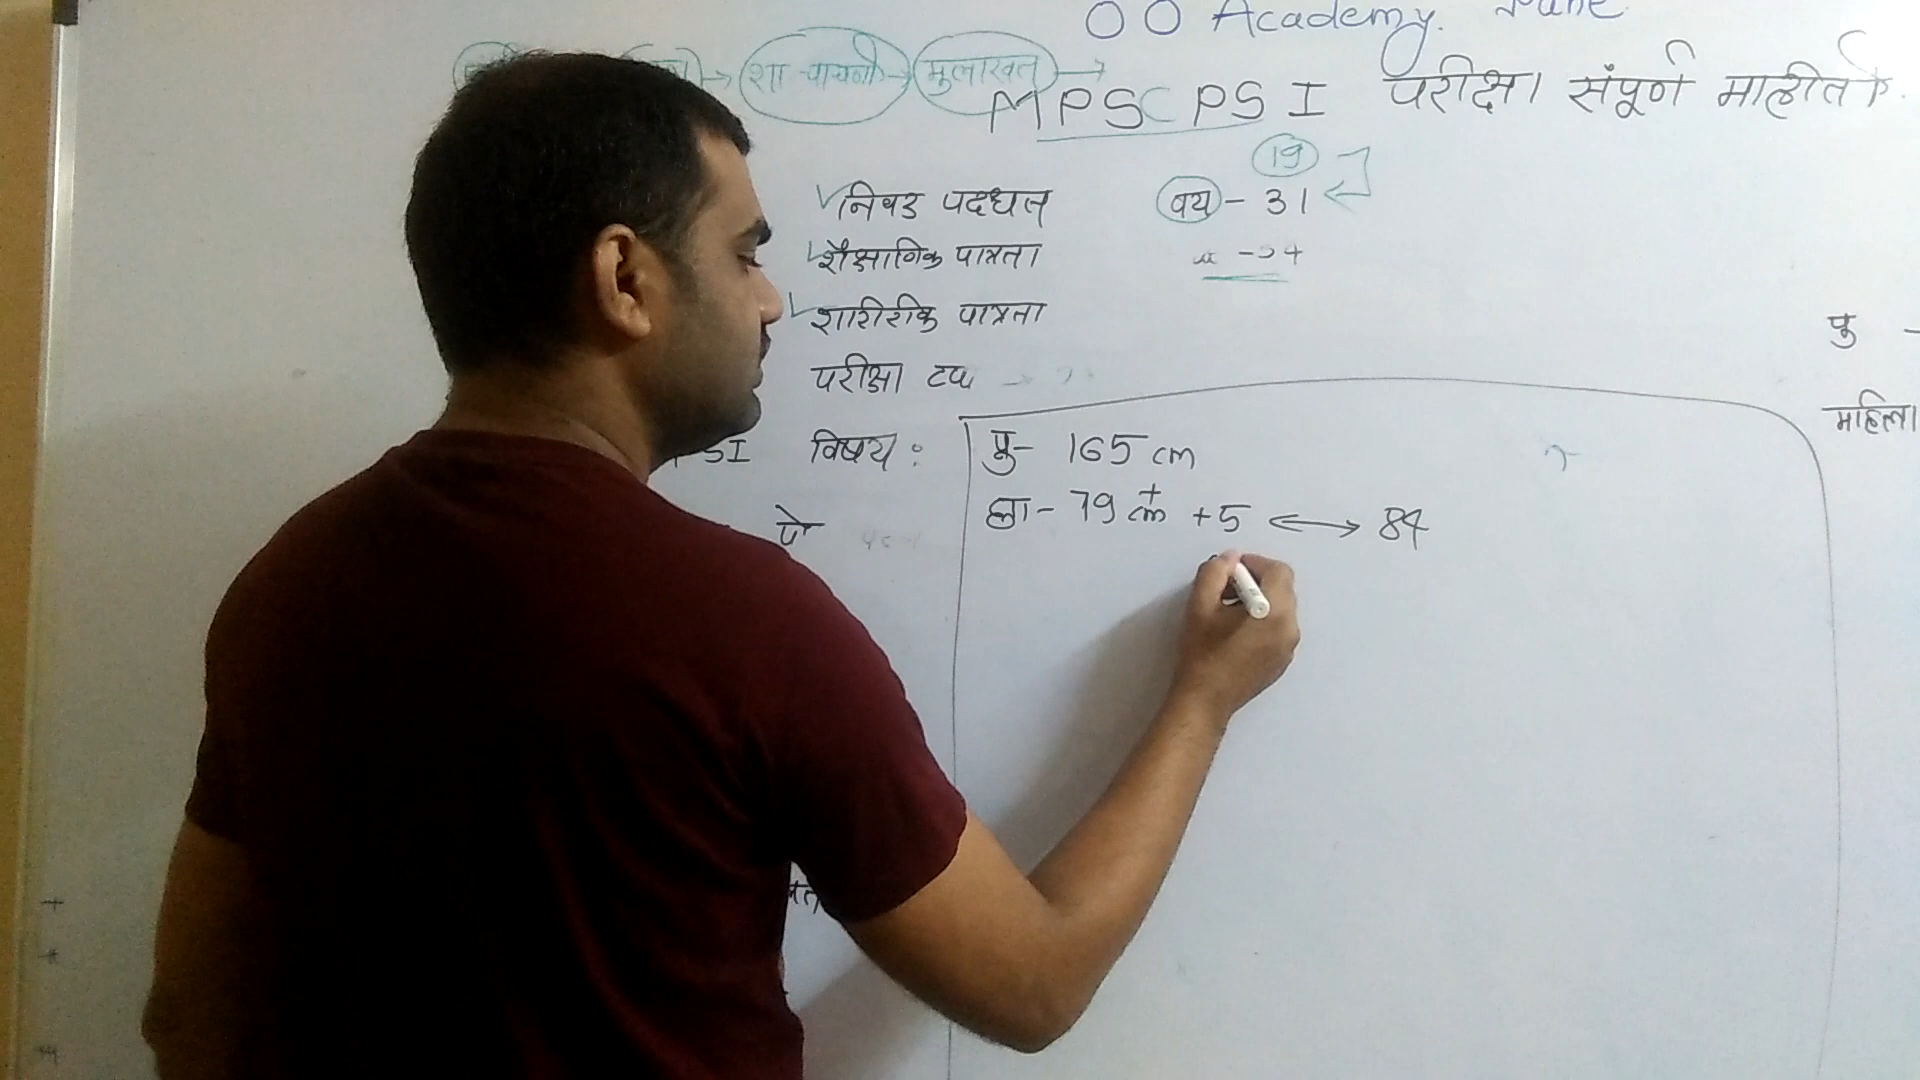 Academy.
शा चाचणी → मुलाखत →
MPSC PSI परीक्षा संपूर्ण माहीती.
19
निवड पदधत
वय - 31
शैक्षाणिक पात्रता
शारिरीक पात्रता
पु -
परीक्षा टप्पे
महिला
PSI विषय :
पु - 165 cm
छा - 79 cm + 5 ⟷ 84
पे